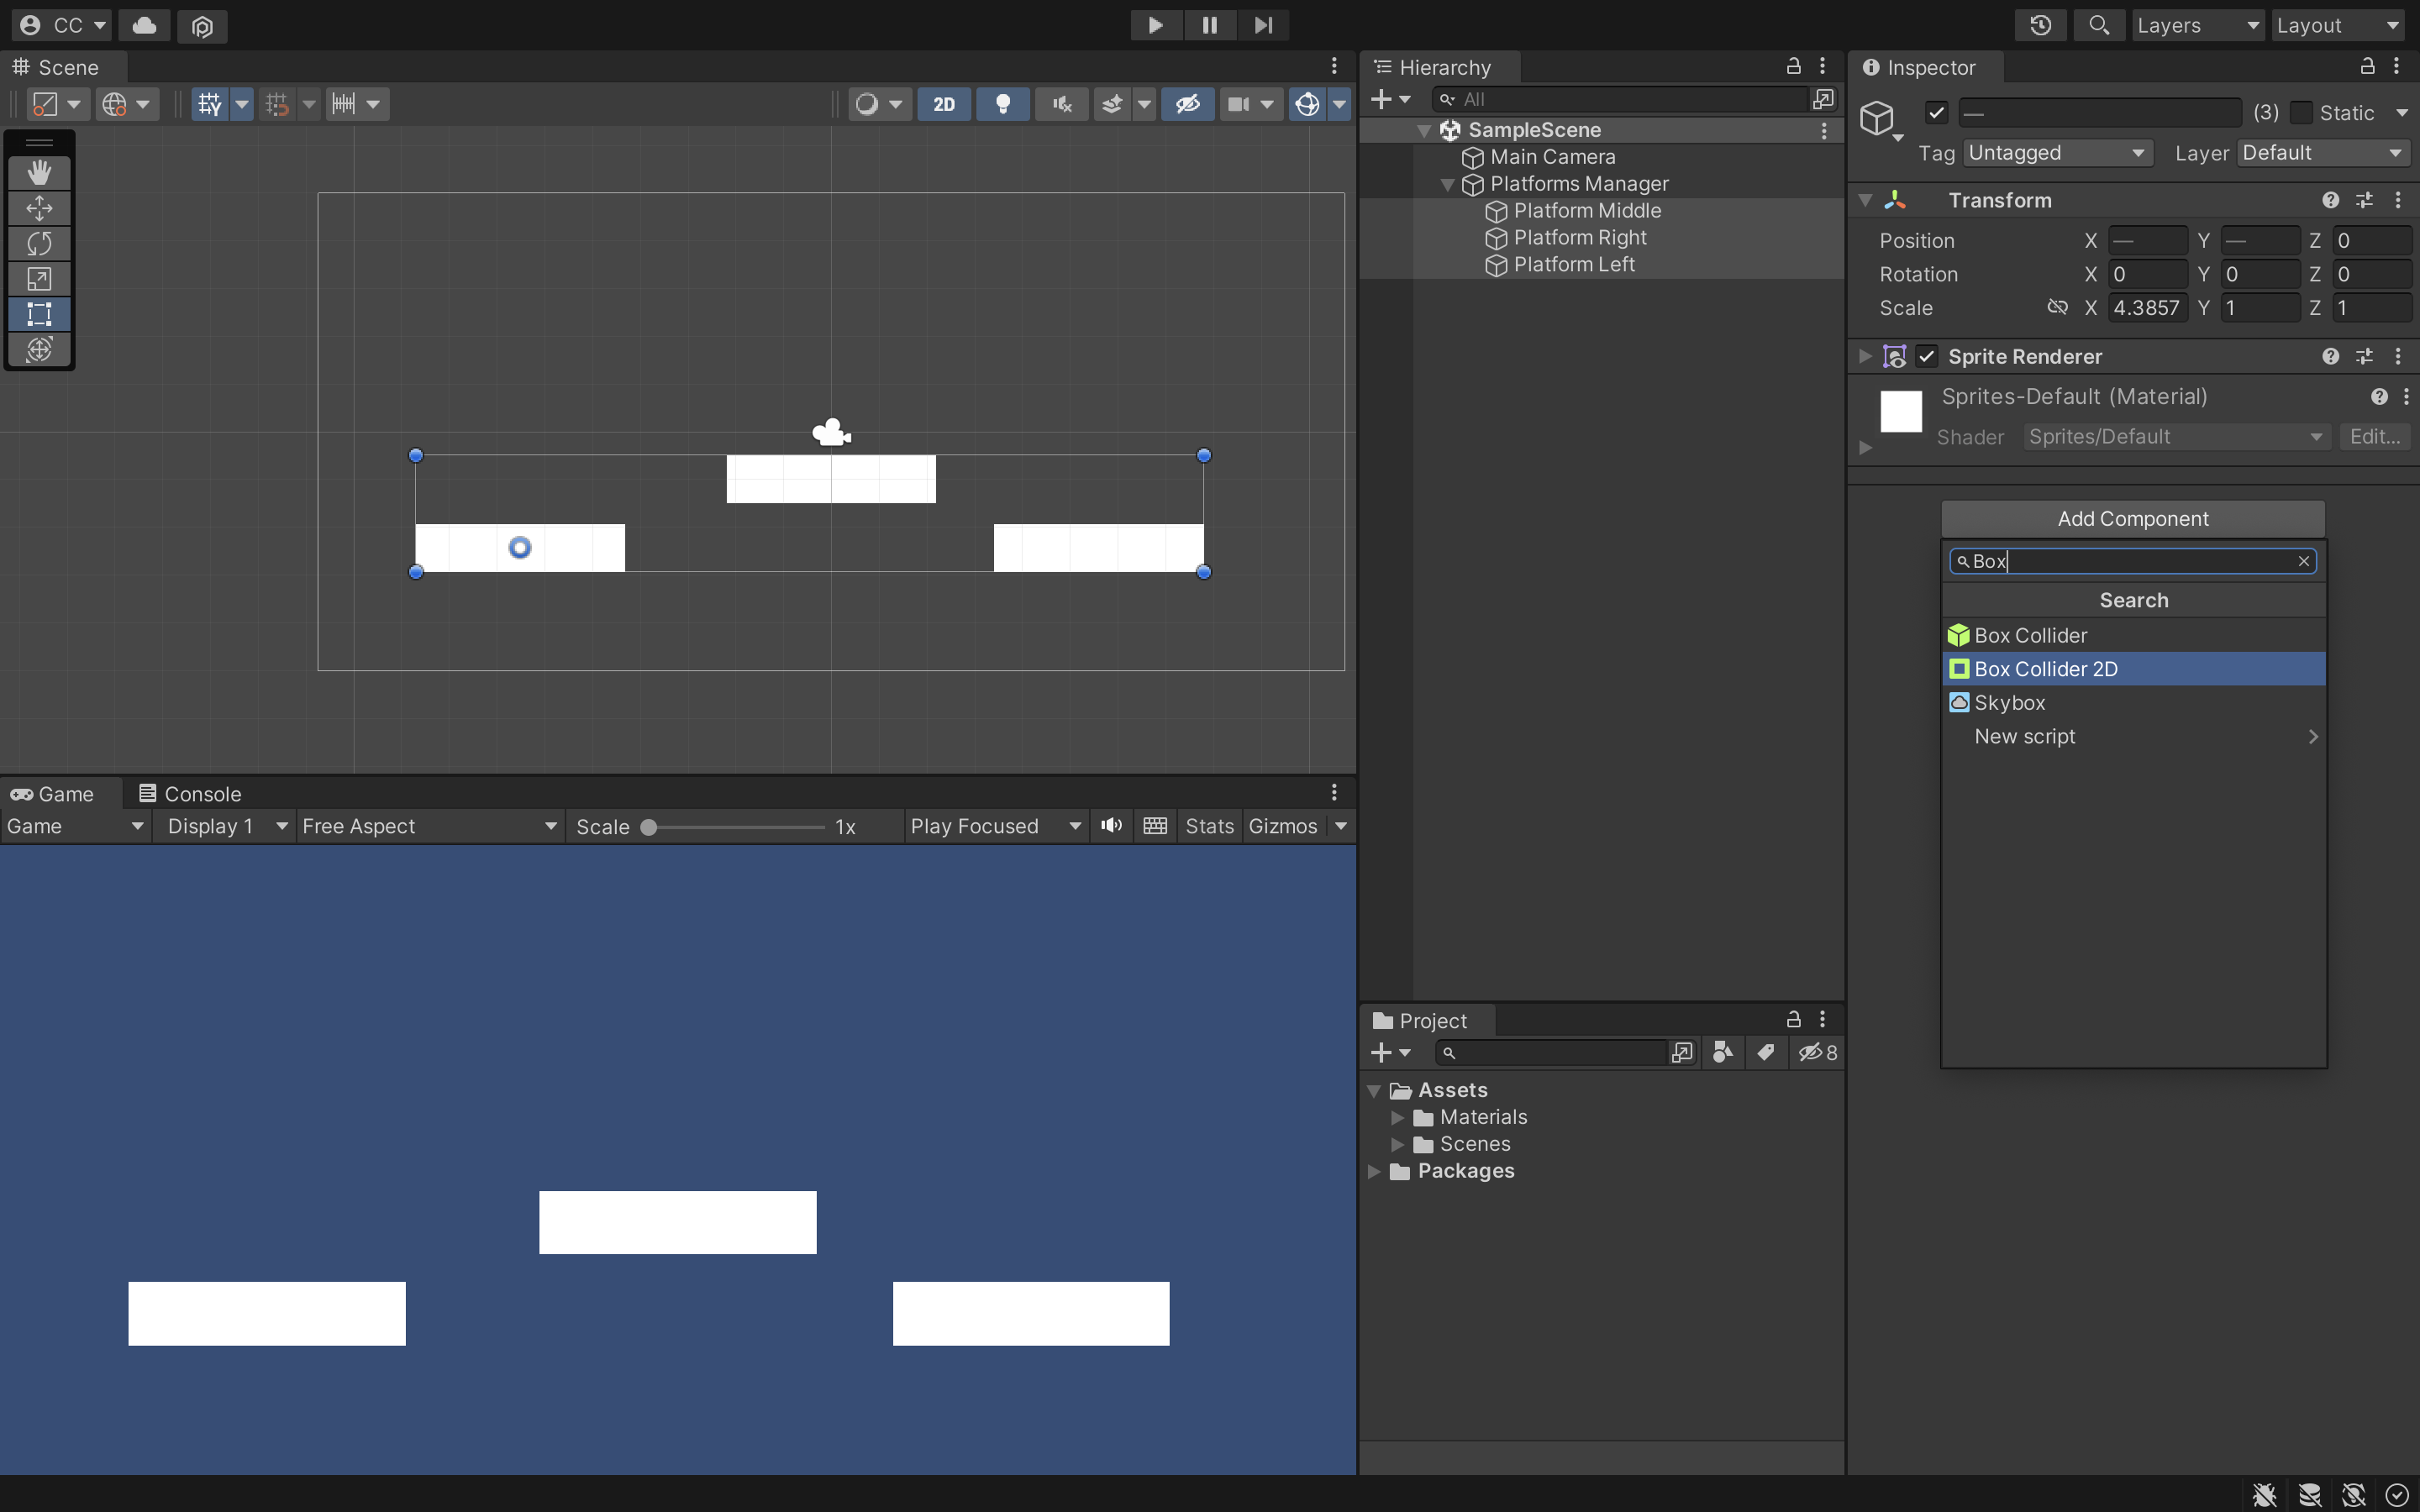 CC
Layers
Layout
Scene
2D
Game
Console
Game
Display 1
Free Aspect
Scale
1x
Play Focused
Stats
Gizmos
Hierarchy
All
SampleScene
Main Camera
Platforms Manager
Platform Middle
Platform Right
Platform Left
Project
8
Assets
Materials
Scenes
Packages
Inspector
— (3) Static
Tag Untagged Layer Default
Transform
Position X — Y — Z 0
Rotation X 0 Y 0 Z 0
Scale X 4.3857 Y 1 Z 1
Sprite Renderer
Sprites-Default (Material)
Shader Sprites/Default Edit...
Add Component
Box
Search
Box Collider
Box Collider 2D
Skybox
New script